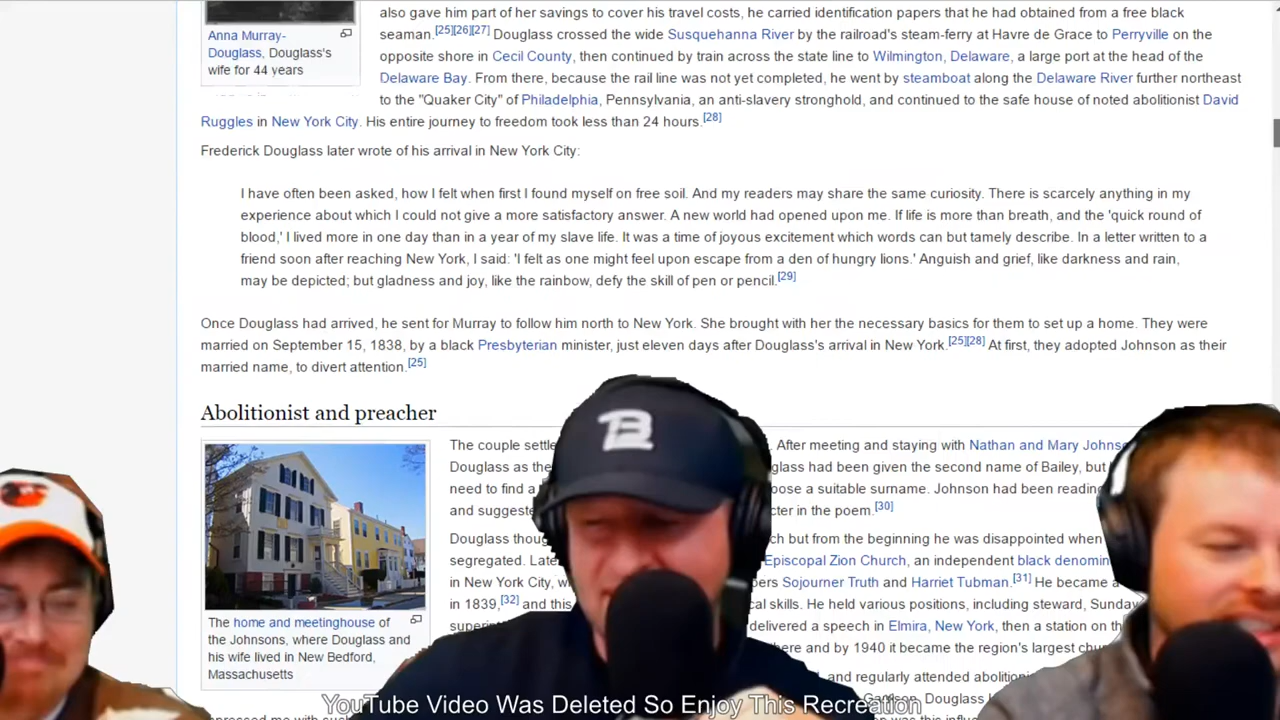 also gave him part of her savings to cover his travel costs, he carried identification papers that he had obtained from a free black
seaman.[25][26][27] Douglass crossed the wide Susquehanna River by the railroad's steam-ferry at Havre de Grace to Perryville on the
opposite shore in Cecil County, then continued by train across the state line to Wilmington, Delaware, a large port at the head of the
Delaware Bay. From there, because the rail line was not yet completed, he went by steamboat along the Delaware River further northeast
to the "Quaker City" of Philadelphia, Pennsylvania, an anti-slavery stronghold, and continued to the safe house of noted abolitionist David
Ruggles in New York City. His entire journey to freedom took less than 24 hours.[28]
Anna Murray-
Douglass, Douglass's
wife for 44 years
Frederick Douglass later wrote of his arrival in New York City:
I have often been asked, how I felt when first I found myself on free soil. And my readers may share the same curiosity. There is scarcely anything in my
experience about which I could not give a more satisfactory answer. A new world had opened upon me. If life is more than breath, and the 'quick round of
blood,' I lived more in one day than in a year of my slave life. It was a time of joyous excitement which words can but tamely describe. In a letter written to a
friend soon after reaching New York, I said: 'I felt as one might feel upon escape from a den of hungry lions.' Anguish and grief, like darkness and rain,
may be depicted; but gladness and joy, like the rainbow, defy the skill of pen or pencil.[29]
Once Douglass had arrived, he sent for Murray to follow him north to New York. She brought with her the necessary basics for them to set up a home. They were
married on September 15, 1838, by a black Presbyterian minister, just eleven days after Douglass's arrival in New York.[25][28] At first, they adopted Johnson as their
married name, to divert attention.[25]
Abolitionist and preacher
The couple settle After meeting and staying with Nathan and Mary Johns
Douglass as the glass had been given the second name of Bailey, but
need to find a ose a suitable surname. Johnson had been reading
and suggeste cter in the poem.[30]
Douglass thoug ch but from the beginning he was disappointed when
segregated. Late Episcopal Zion Church, an independent black denomin
in New York City, w ers Sojourner Truth and Harriet Tubman.[31] He became a
in 1839,[32] and this cal skills. He held various positions, including steward, Sunday
superin delivered a speech in Elmira, New York, then a station on th
ere and by 1940 it became the region's largest chu
and regularly attended abolitioni
Garrison. Douglass
The home and meetinghouse of
the Johnsons, where Douglass and
his wife lived in New Bedford,
Massachusetts
B
YouTube Video Was Deleted So Enjoy This Recreation